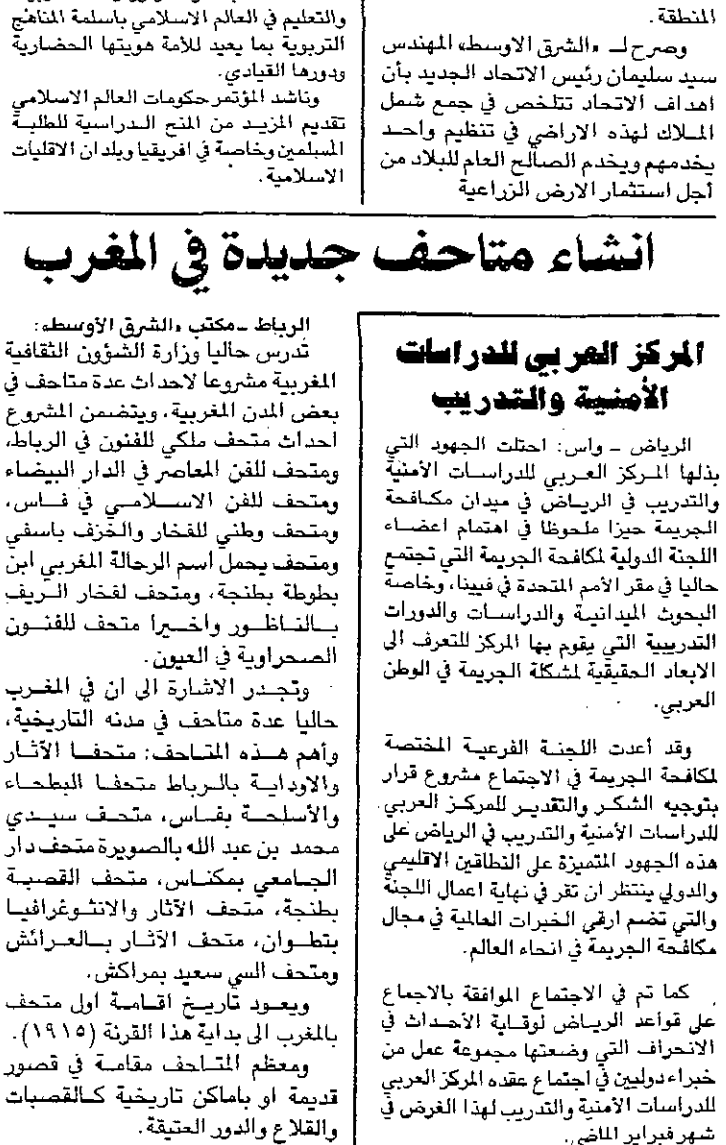 المنطقة.
وصرح لـ «الشرق الاوسط» المهندس
سيد سليمان رئيس الاتحاد الجديد بأن
اهداف الاتحاد تتلخص في جمع شمل
الملاك لهذه الاراضي في تنظيم واحد
يخدمهم ويخدم الصالح العام للبلاد من
أجل استثمار الارض الزراعية
والتعليم في العالم الاسلامي باسلمة المناهج
التربوية بما يعيد للأمة هويتها الحضارية
ودورها القيادي.
وناشد المؤتمر حكومات العالم الاسلامي
تقديم المزيد من المنح الدراسية للطلبة
المسلمين وخاصة في افريقيا وبلدان الاقليات
الاسلامية.
انشاء متاحف جديدة في المغرب
المركز العربي للدراسات
الأمنية والتدريب
الرياض - واس: احتلت الجهود التي
بذلها المركز العربي للدراسات الأمنية
والتدريب في الرياض في ميدان مكافحة
الجريمة حيزا ملحوظا في اهتمام اعضاء
اللجنة الدولية لمكافحة الجريمة التي تجتمع
حاليا في مقر الأمم المتحدة في فيينا، وخاصة
البحوث الميدانية والدراسات والدورات
التدريبية التي يقوم بها المركز للتعرف الى
الابعاد الحقيقية لمشكلة الجريمة في الوطن
العربي.
وقد أعدت اللجنة الفرعية المختصة
لمكافحة الجريمة في الاجتماع مشروع قرار
بتوجيه الشكر والتقدير للمركز العربي
للدراسات الأمنية والتدريب في الرياض على
هذه الجهود المتميزة على النطاقين الاقليمي
والدولي ينتظر ان تقر في نهاية اعمال اللجنة
والتي تضم ارقي الخبرات العالمية في مجال
مكافحة الجريمة في انحاء العالم.
كما تم في الاجتماع الموافقة بالاجماع
على قواعد الرياض لوقاية الأحداث في
الانحراف التي وضعتها مجموعة عمل من
خبراء دوليين في اجتماع عقده المركز العربي
للدراسات الأمنية والتدريب لهذا الغرض في
شهر فبراير الماضي.
الرباط - مكتب «الشرق الأوسط»:
تدرس حاليا وزارة الشؤون الثقافية
المغربية مشروعا لاحداث عدة متاحف في
بعض المدن المغربية، ويتضمن المشروع
احداث متحف ملكي للفنون في الرباط،
ومتحف للفن المعاصر في الدار البيضاء
ومتحف للفن الاسلامي في فاس،
ومتحف وطني للفخار والخزف باسفي
ومتحف يحمل اسم الرحالة المغربي ابن
بطوطة بطنجة، ومتحف لفخار الريف
بالناظور واخيرا متحف للفنون
الصحراوية في العيون.
وتجدر الاشارة الى ان في المغرب
حاليا عدة متاحف في مدنه التاريخية،
وأهم هذه المتاحف: متحفا الآثار
والاوداية بالرباط متحفا البطحاء
والأسلحة بفاس، متحف سيدي
محمد بن عبد الله بالصويرة متحف دار
الجامعي بمكناس، متحف القصبة
بطنجة، متحف الآثار والانثوغرافيا
بتطوان، متحف الآثار بالعرائش
ومتحف السي سعيد بمراكش.
ويعود تاريخ اقامة اول متحف
بالمغرب الى بداية هذا القرنة (١٩١٥).
ومعظم المتاحف مقامة في قصور
قديمة او باماكن تاريخية كالقصبات
والقلاع والدور العتيقة.